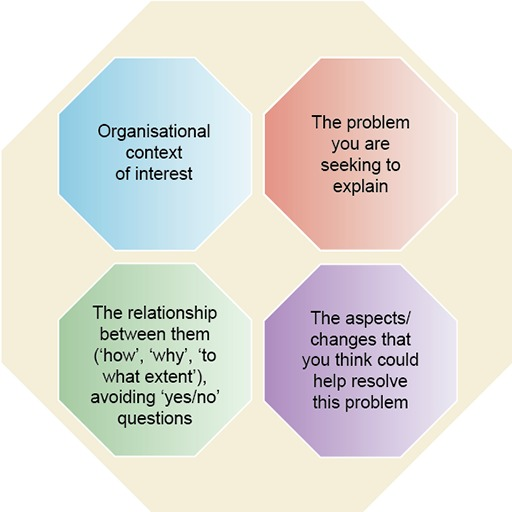 Organisational
context
of interest
The problem
you are
seeking to
explain
The relationship
between them
(‘how’, ‘why’, ‘to
what extent’),
avoiding ‘yes/no’
questions
The aspects/
changes that
you think could
help resolve
this problem